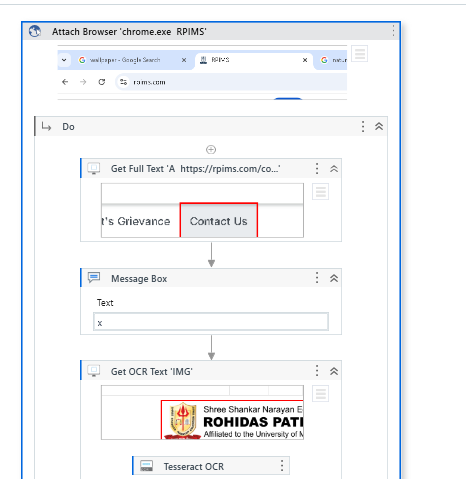 Attach Browser 'chrome.exe  RPIMS'
wallpaper - Google Search
RPIMS
natur
rpims.com
Do
Get Full Text 'A  https://rpims.com/co...'
t's Grievance
Contact Us
Message Box
Text
x
Get OCR Text 'IMG'
Shree Shankar Narayan E
ROHIDAS PATI
Affiliated to the University of M
Tesseract OCR